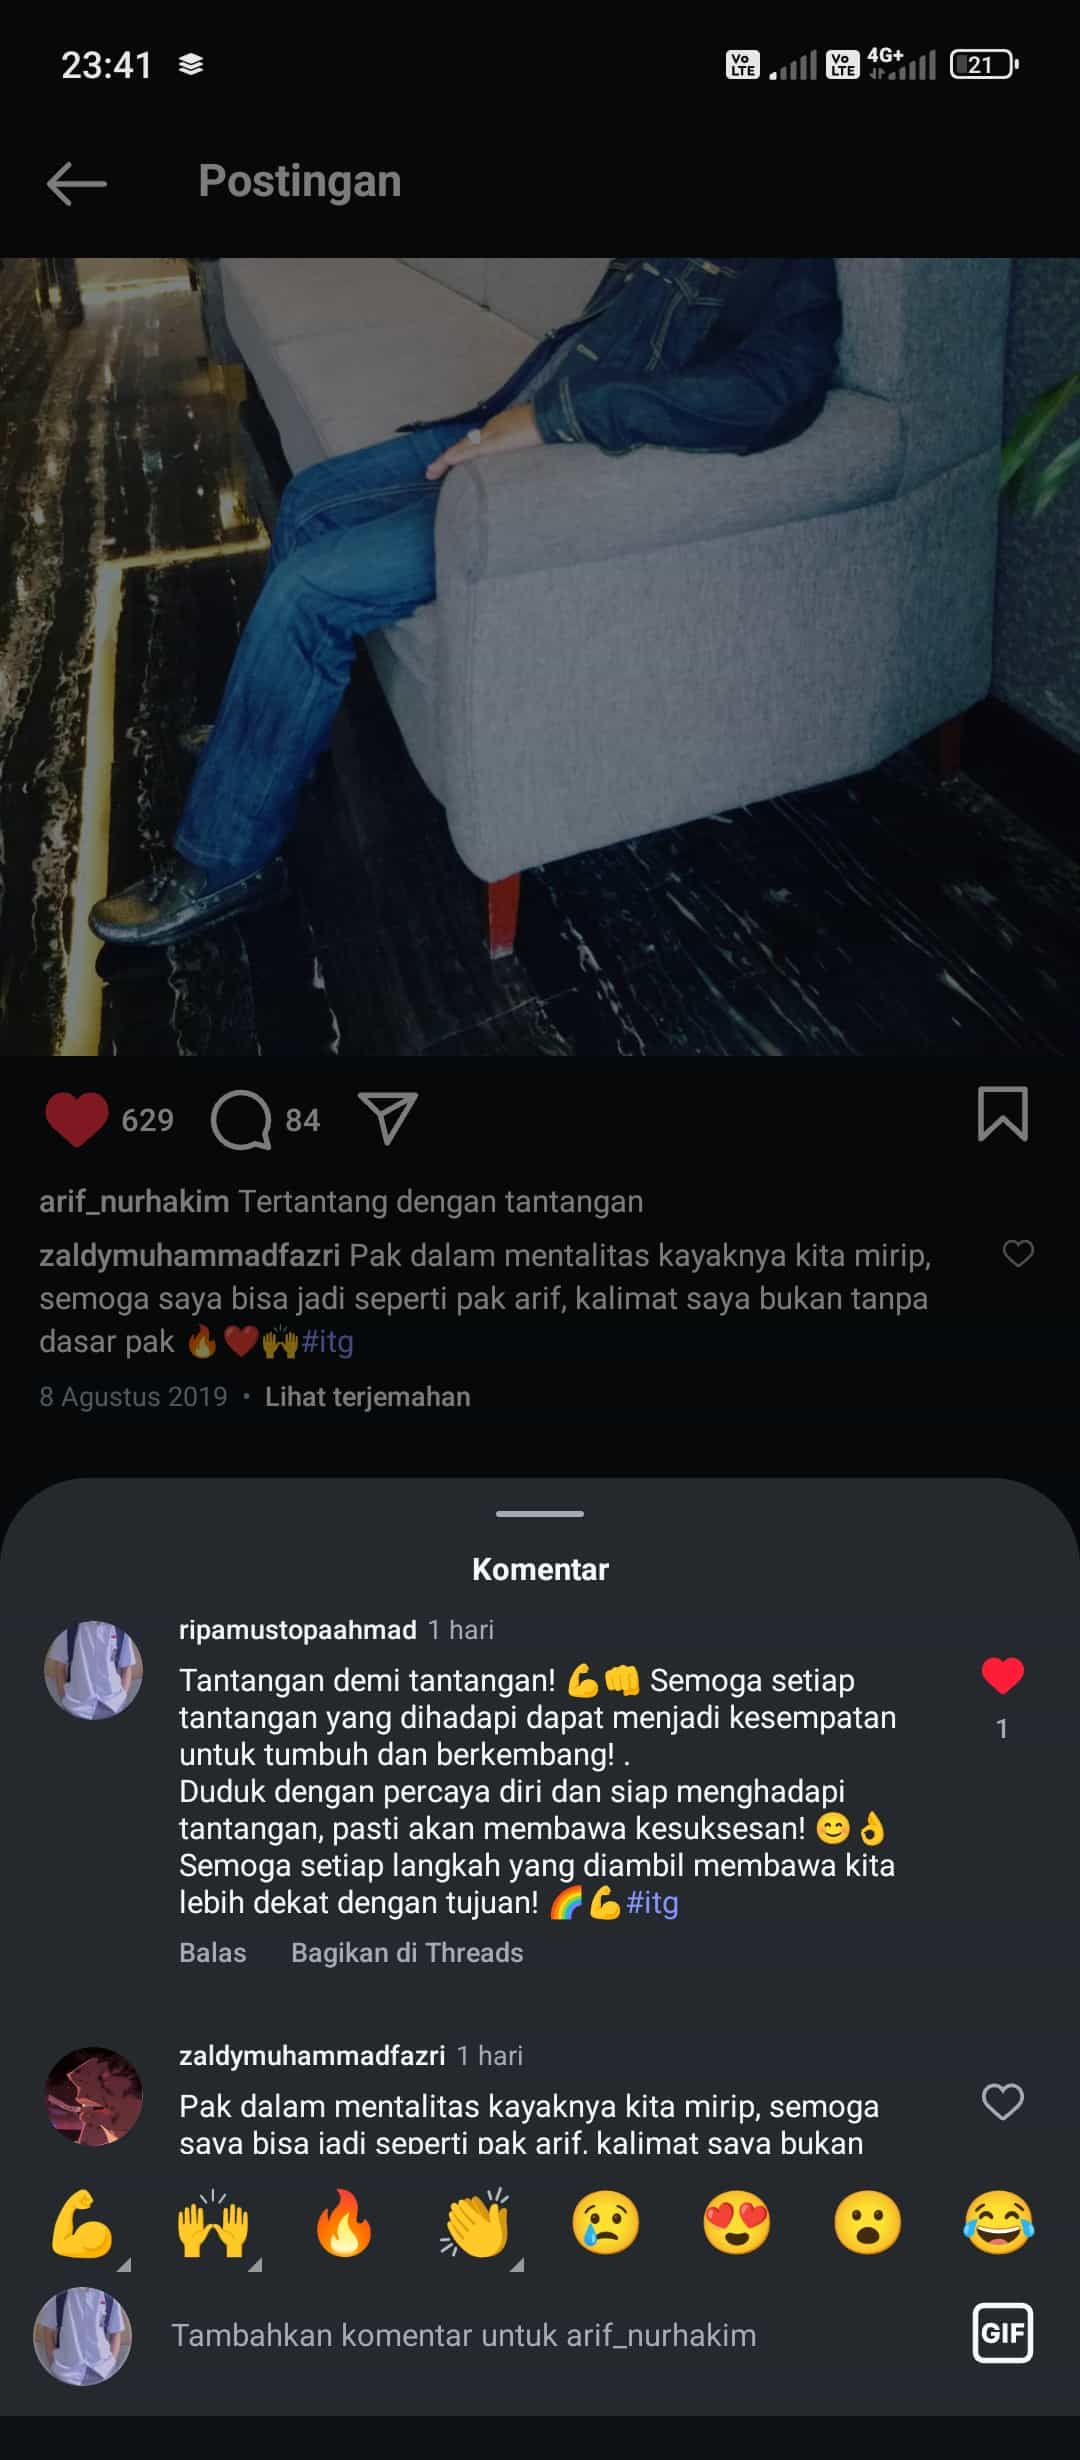 23:41
Vo LTE
Vo LTE
4G+
21
Postingan
629
84
arif_nurhakim Tertantang dengan tantangan
zaldymuhammadfazri Pak dalam mentalitas kayaknya kita mirip,
semoga saya bisa jadi seperti pak arif, kalimat saya bukan tanpa
dasar pak 🔥❤️🙌#itg
8 Agustus 2019 • Lihat terjemahan
Komentar
ripamustopaahmad 1 hari
Tantangan demi tantangan! 💪👊 Semoga setiap
tantangan yang dihadapi dapat menjadi kesempatan
untuk tumbuh dan berkembang! .
Duduk dengan percaya diri dan siap menghadapi
tantangan, pasti akan membawa kesuksesan! 😊👌
Semoga setiap langkah yang diambil membawa kita
lebih dekat dengan tujuan! 🌈💪#itg
1
Balas Bagikan di Threads
zaldymuhammadfazri 1 hari
Pak dalam mentalitas kayaknya kita mirip, semoga
saya bisa jadi seperti pak arif, kalimat saya bukan
💪🙌🔥👏😢😍😮😂
Tambahkan komentar untuk arif_nurhakim
GIF